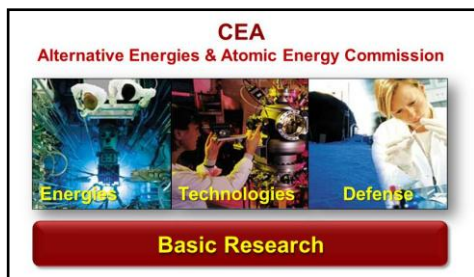 CEA
Alternative Energies & Atomic Energy Commission
Energies Technologies Defense
Basic Research